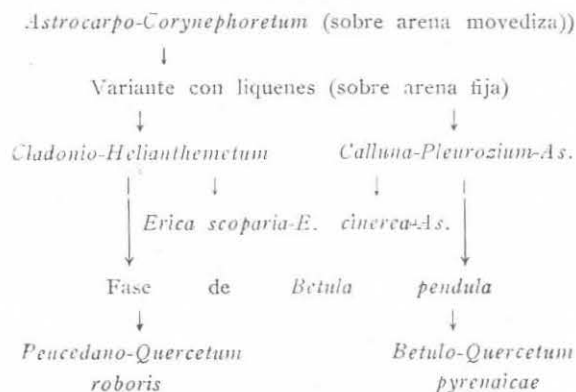 Astrocarpo-Corynephoretum (sobre arena movediza))
Variante con liquenes (sobre arena fija)
Cladonio-Helianthemetum Calluna-Pleurozium-As.
Erica scoparia-E. cinerea-As.
Fase de Betula pendula
Peucedano-Quercetum Betulo-Quercetum
roboris pyrenaicae